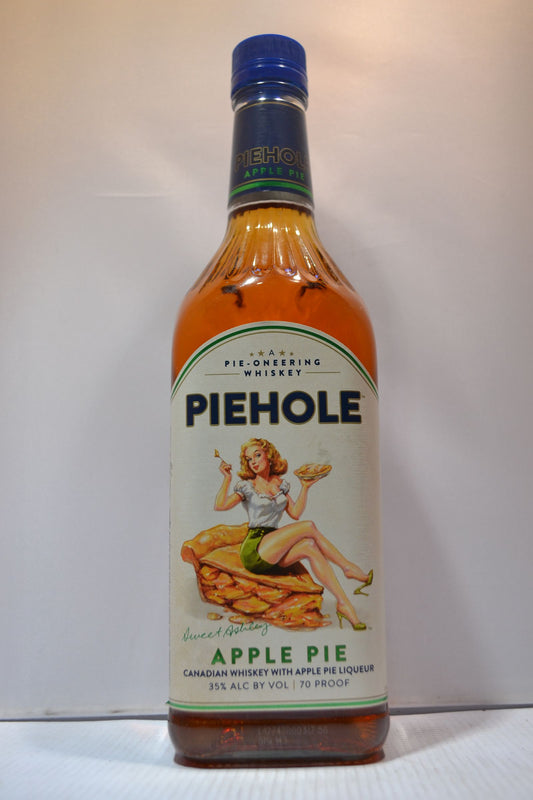 PIEHOLE
APPLE PIE
A
PIE-ONEERING
WHISKEY
PIEHOLE™
Sweet Ashley
APPLE PIE
CANADIAN WHISKEY WITH APPLE PIE LIQUEUR
35% ALC BY VOL | 70 PROOF